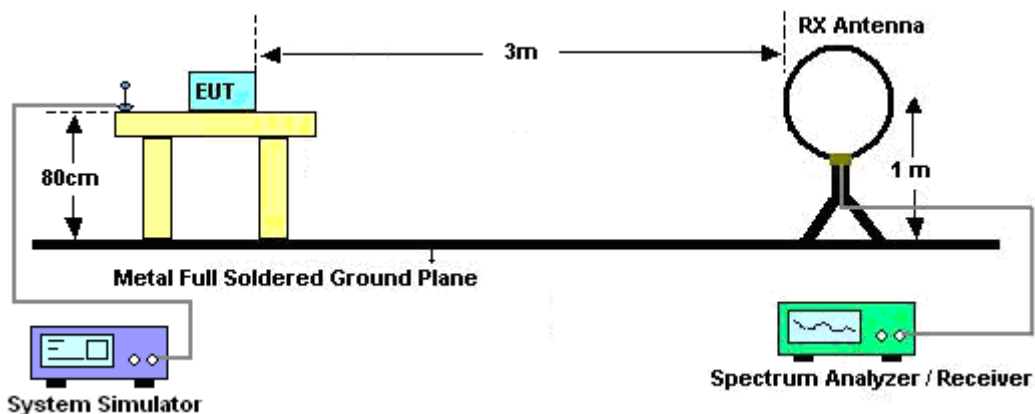 RX Antenna
3m
EUT
80cm
1 m
Metal Full Soldered Ground Plane
Spectrum Analyzer / Receiver
System Simulator